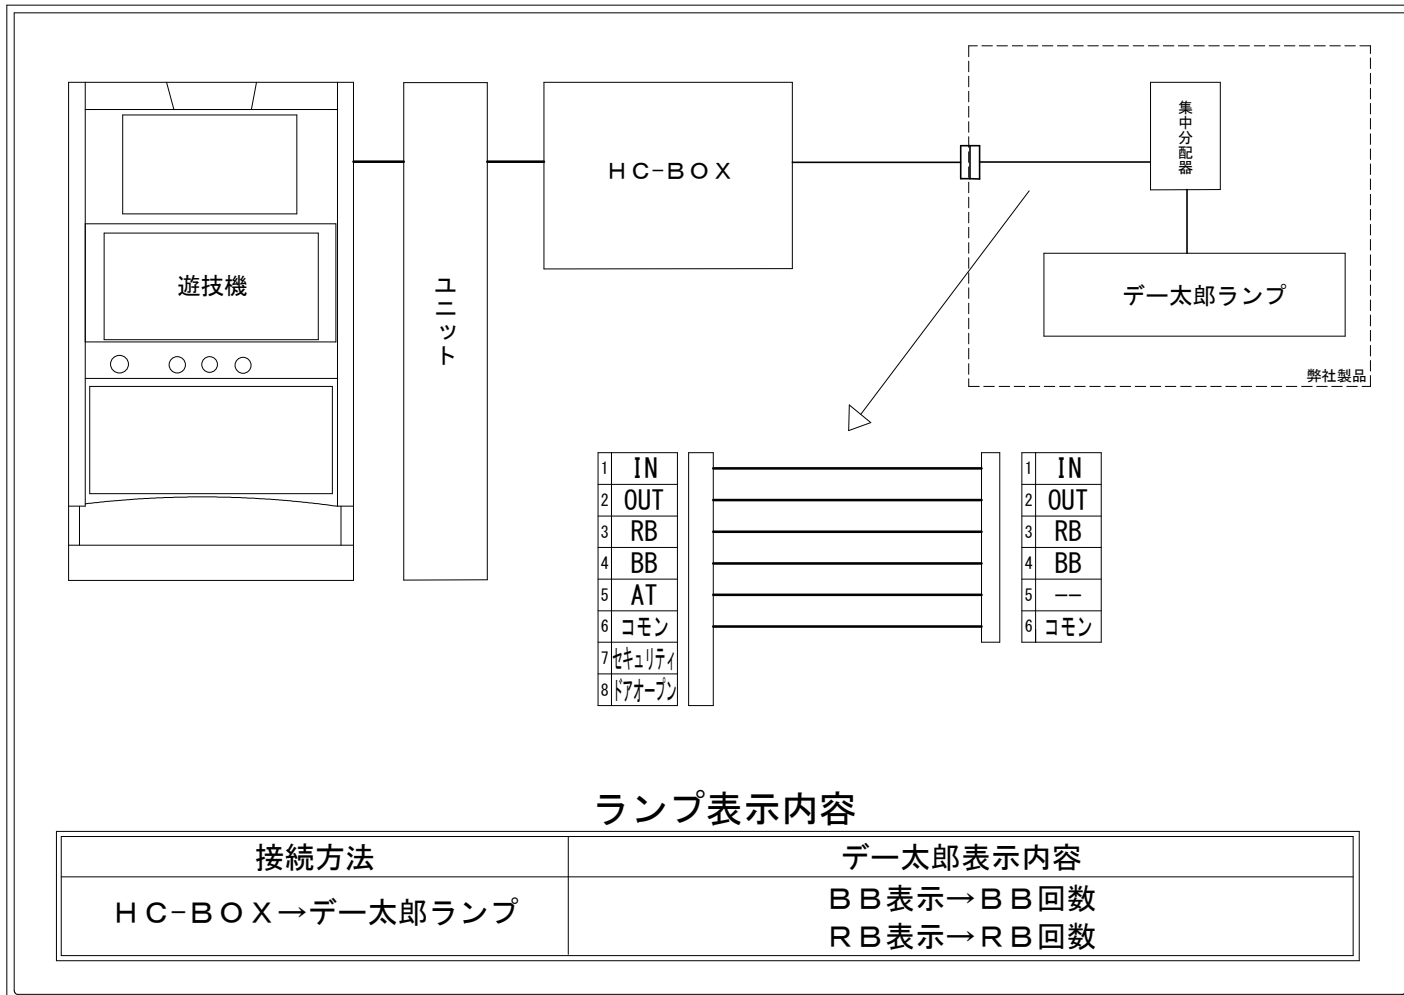 遊技機
ユニット
HC-BOX
集中分配器
デー太郎ランプ
弊社製品
1 IN
2 OUT
3 RB
4 BB
5 AT
6 コモン
7 セキュリティ
8 ドアオープン
1 IN
2 OUT
3 RB
4 BB
5 --
6 コモン
ランプ表示内容
接続方法 デー太郎表示内容
HC-BOX→デー太郎ランプ
BB表示→BB回数
RB表示→RB回数